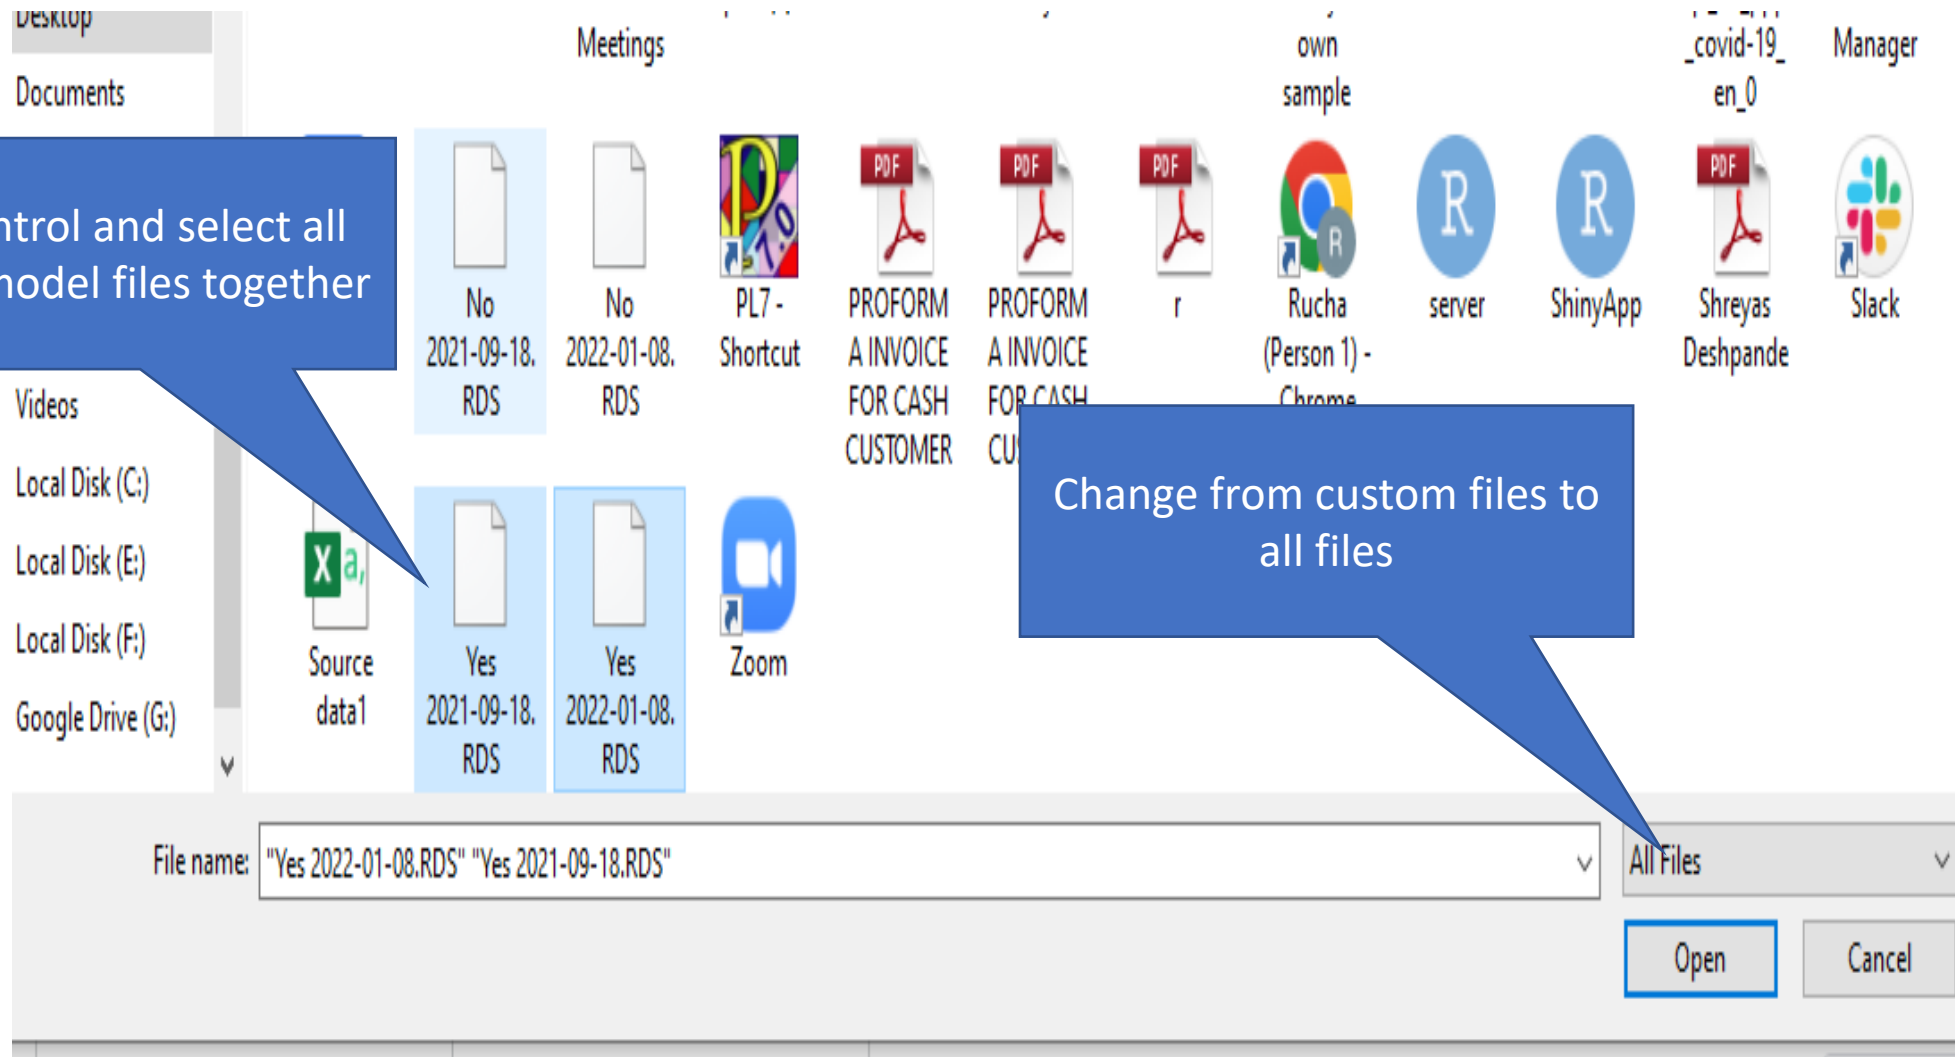 Desktop
Meetings
own
sample
_covid-19_
en_0
Manager
Documents
and select all
files together
No
2021-09-18.
RDS
No
2022-01-08.
RDS
PL7 -
Shortcut
PDF
PROFORM
A INVOICE
FOR CASH
CUSTOMER
PDF
PROFORM
A INVOICE
FOR CASH
PDF
r
R
Rucha
(Person 1) -
Chrome
R
server
R
ShinyApp
PDF
Shreyas
Deshpande
Slack
Videos
Local Disk (C:)
Local Disk (E:)
Local Disk (F:)
Google Drive (G:)
X a,
Source
data1
Yes
2021-09-18.
RDS
Yes
2022-01-08.
RDS
Zoom
Change from custom files to
all files
File name:
"Yes 2022-01-08.RDS" "Yes 2021-09-18.RDS"
All Files
Open
Cancel